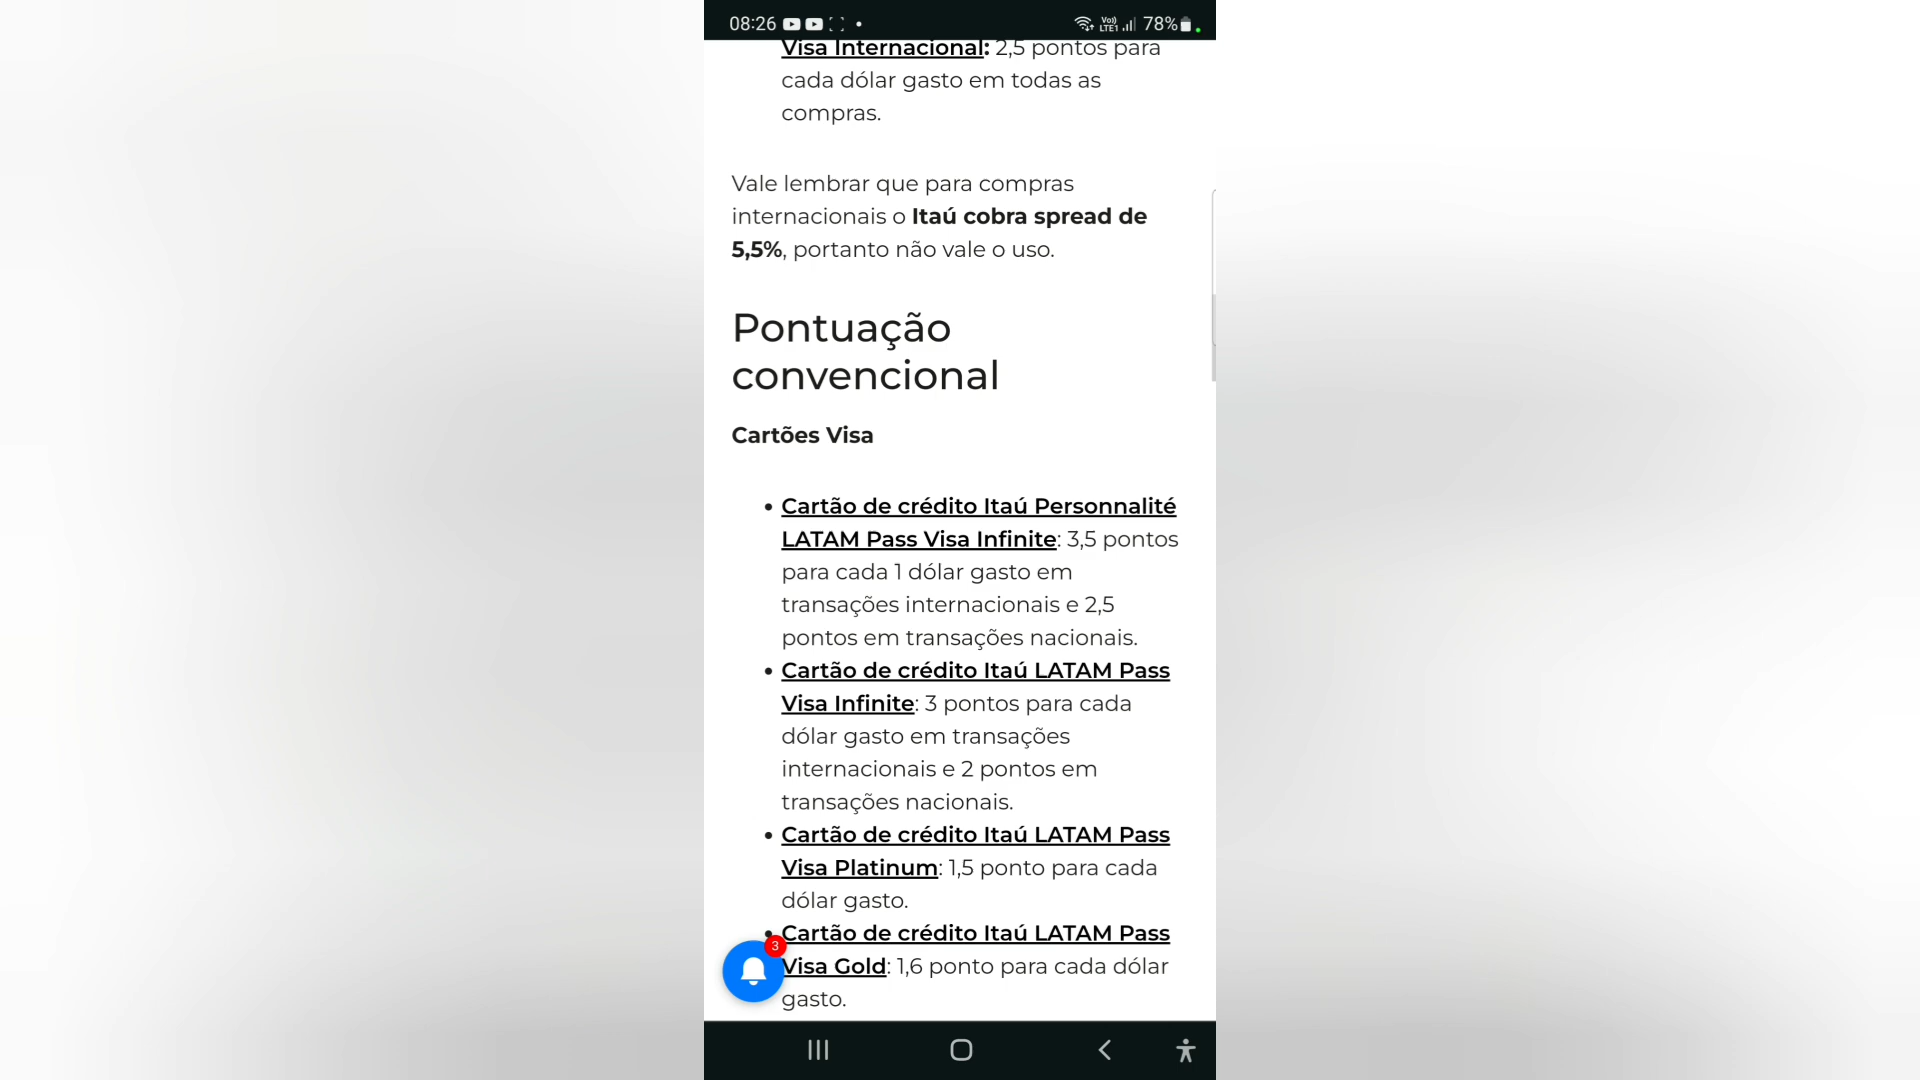 08:26
Vo)) LTE1 78%
Visa Internacional: 2,5 pontos para
cada dólar gasto em todas as
compras.
Vale lembrar que para compras
internacionais o Itaú cobra spread de
5,5%, portanto não vale o uso.
Pontuação
convencional
Cartões Visa
• Cartão de crédito Itaú Personnalité
LATAM Pass Visa Infinite: 3,5 pontos
para cada 1 dólar gasto em
transações internacionais e 2,5
pontos em transações nacionais.
• Cartão de crédito Itaú LATAM Pass
Visa Infinite: 3 pontos para cada
dólar gasto em transações
internacionais e 2 pontos em
transações nacionais.
• Cartão de crédito Itaú LATAM Pass
Visa Platinum: 1,5 ponto para cada
dólar gasto.
• Cartão de crédito Itaú LATAM Pass
Visa Gold: 1,6 ponto para cada dólar
gasto.
3